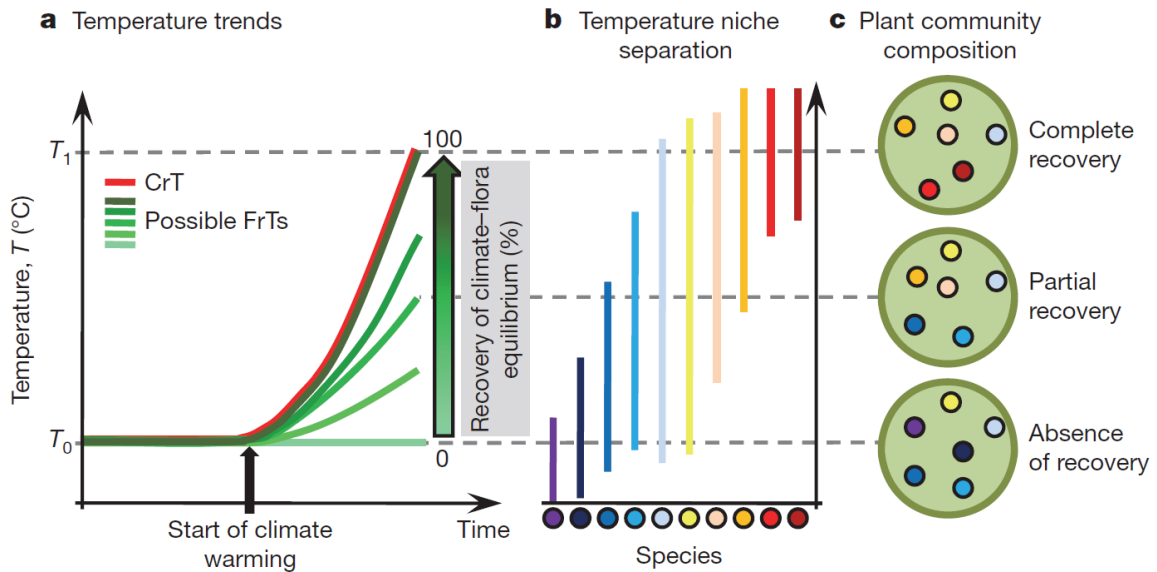 a Temperature trends
Temperature, T (°C)
T1
T0
CrT
Possible FrTs
100
0
Recovery of climate–flora
equilibrium (%)
Start of climate
warming
Time
b Temperature niche
separation
Species
c Plant community
composition
Complete
recovery
Partial
recovery
Absence
of recovery